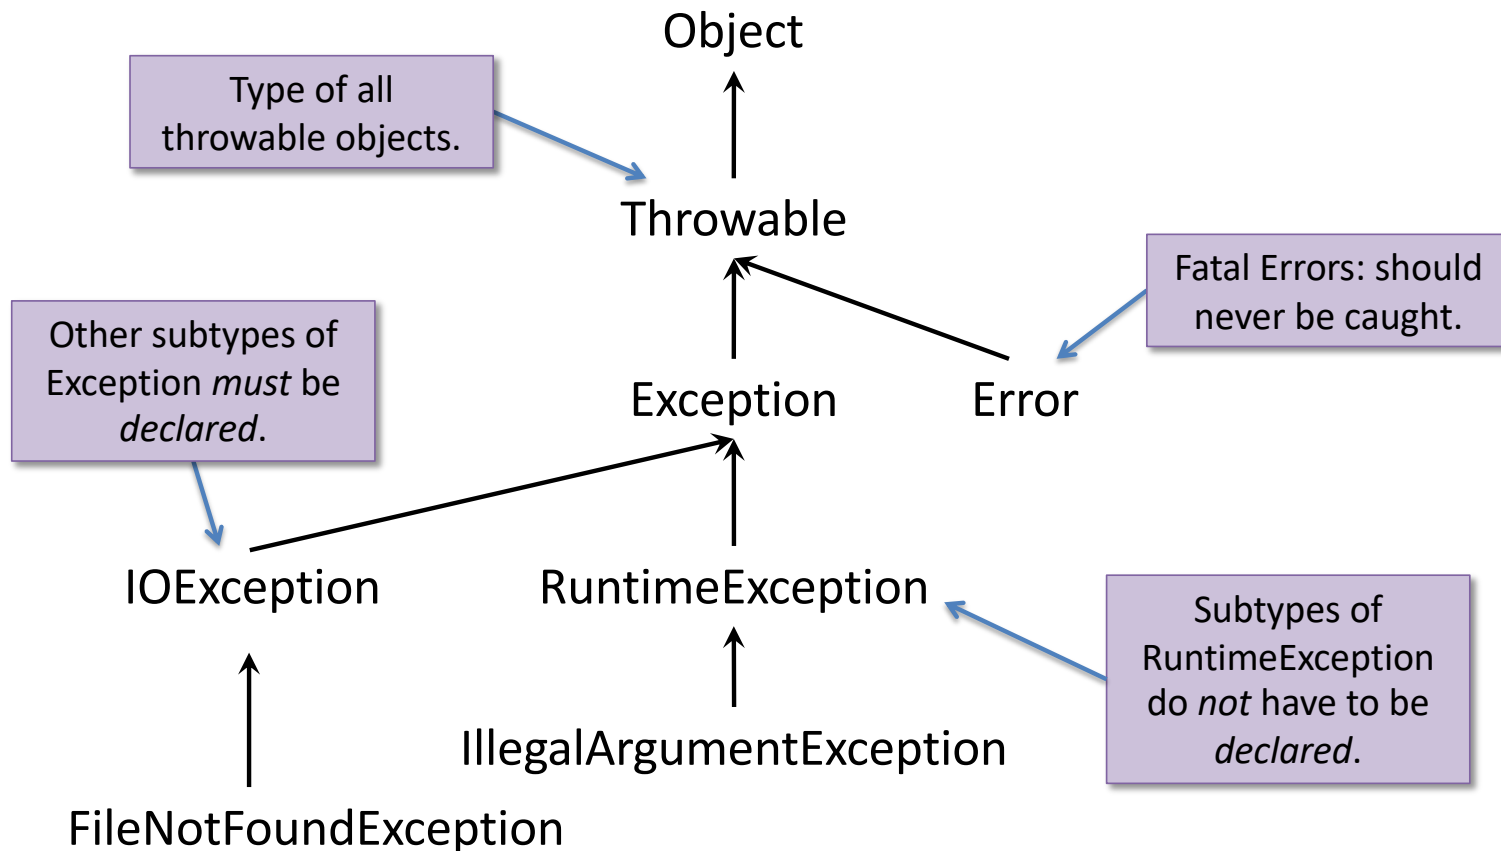 Object
Type of all
throwable objects.
Throwable
Fatal Errors: should
never be caught.
Other subtypes of
Exception must be
declared.
Exception
Error
IOException
RuntimeException
Subtypes of
RuntimeException
do not have to be
declared.
IllegalArgumentException
FileNotFoundException